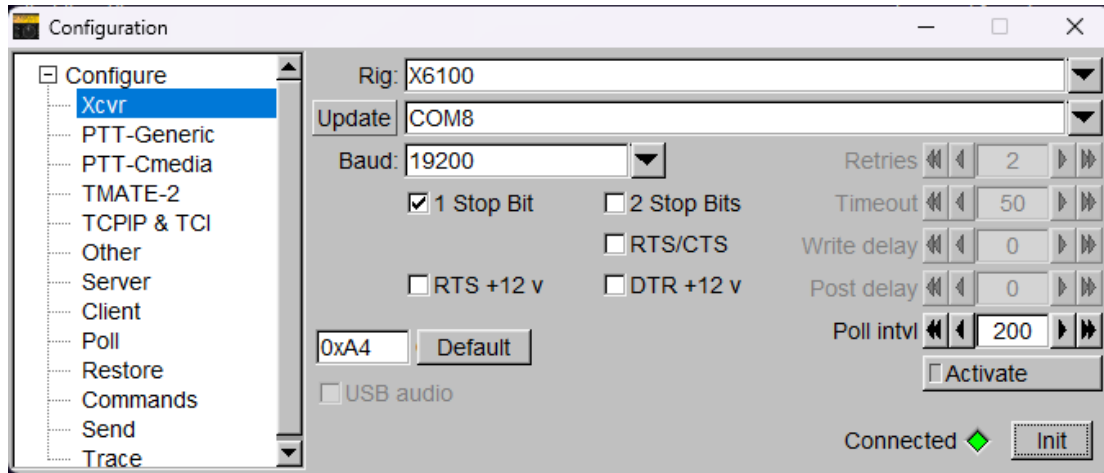 Configuration
Configure
Xcvr
PTT-Generic
PTT-Cmedia
TMATE-2
TCPIP & TCI
Other
Server
Client
Poll
Restore
Commands
Send
Trace
Rig: X6100
Update COM8
Baud: 19200
Retries 2
1 Stop Bit 2 Stop Bits
Timeout 50
RTS/CTS
Write delay 0
RTS +12 v DTR +12 v
Post delay 0
Poll intvl 200
0xA4 Default
Activate
USB audio
Connected Init